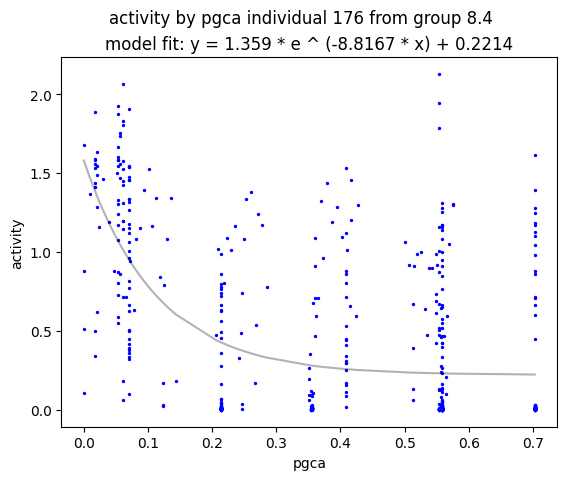 activity by pgca individual 176 from group 8.4
model fit: y = 1.359 * e ^ (-8.8167 * x) + 0.2214
2.0
1.5
1.0
0.5
0.0
activity
0.0 0.1 0.2 0.3 0.4 0.5 0.6 0.7
pgca